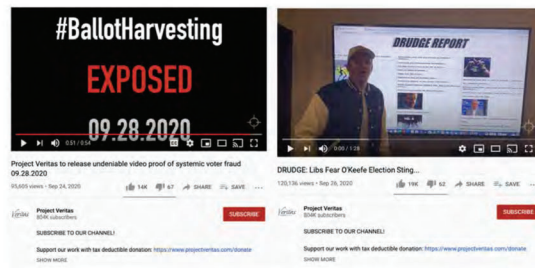 #BallotHarvesting
EXPOSED
09.28.2020
0:51 / 0:54
Project Veritas to release undeniable video proof of systemic voter fraud
09.28.2020
95,605 views • Sep 24, 2020
14K
67
SHARE
SAVE
...
Veritas
Project Veritas
804K subscribers
SUBSCRIBE
SUBSCRIBE TO OUR CHANNEL!
Support our work with tax deductible donation: https://www.projectveritas.com/donate
SHOW MORE
DRUDGE REPORT
0:00 / 1:28
DRUDGE: Libs Fear O'Keefe Election Sting...
120,136 views • Sep 26, 2020
19K
52
SHARE
SAVE
...
Veritas
Project Veritas
804K subscribers
SUBSCRIBE
SUBSCRIBE TO OUR CHANNEL!
Support our work with tax deductible donation: https://www.projectveritas.com/donate
SHOW MORE